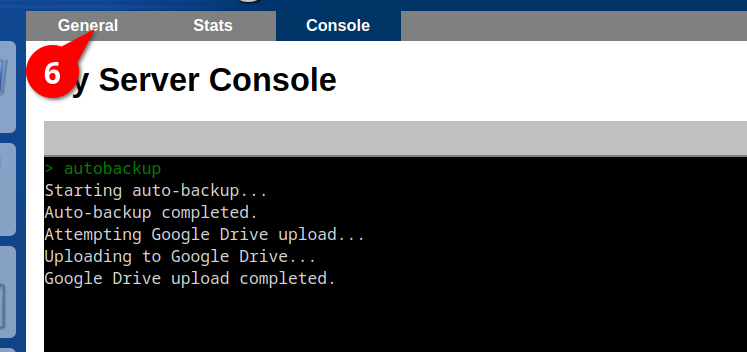 General Stats Console
6
y Server Console
> autobackup
Starting auto-backup...
Auto-backup completed.
Attempting Google Drive upload...
Uploading to Google Drive...
Google Drive upload completed.